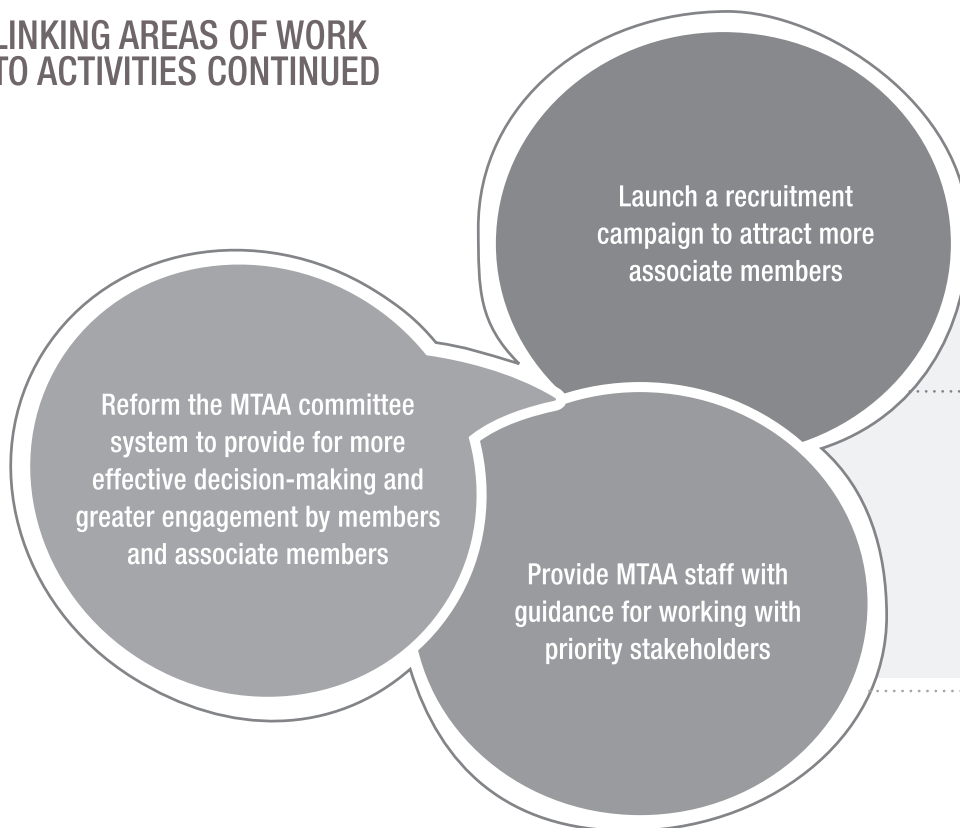 LINKING AREAS OF WORK
TO ACTIVITIES CONTINUED
Launch a recruitment
campaign to attract more
associate members
Reform the MTAA committee
system to provide for more
effective decision-making and
greater engagement by members
and associate members
Provide MTAA staff with
guidance for working with
priority stakeholders